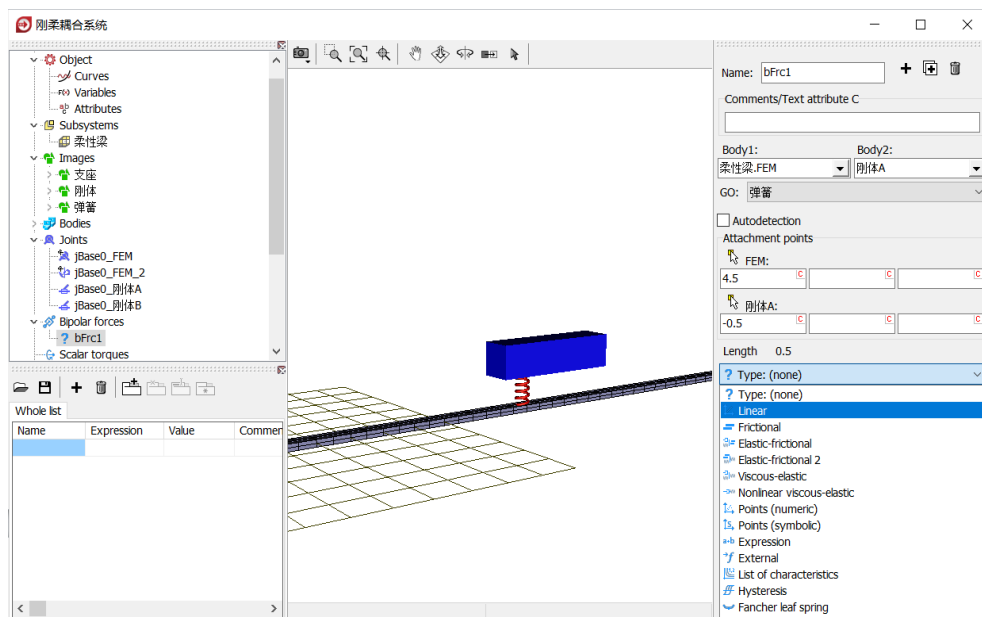 刚柔耦合系统
Object
Curves
F(x) Variables
Attributes
Subsystems
柔性梁
Images
支座
刚体
弹簧
Bodies
Joints
jBase0_FEM
jBase0_FEM_2
jBase0_刚体A
jBase0_刚体B
Bipolar forces
? bFrc1
Scalar torques
Whole list
Name Expression Value Commen
Name: bFrc1
Comments/Text attribute C
Body1: Body2:
柔性梁.FEM 刚体A
GO: 弹簧
Autodetection
Attachment points
FEM:
4.5 C C C
刚体A:
-0.5 C C C
Length 0.5
? Type: (none)
? Type: (none)
Linear
Frictional
Elastic-frictional
Elastic-frictional 2
Viscous-elastic
Nonlinear viscous-elastic
Points (numeric)
Points (symbolic)
a+b Expression
External
List of characteristics
Hysteresis
Fancher leaf spring